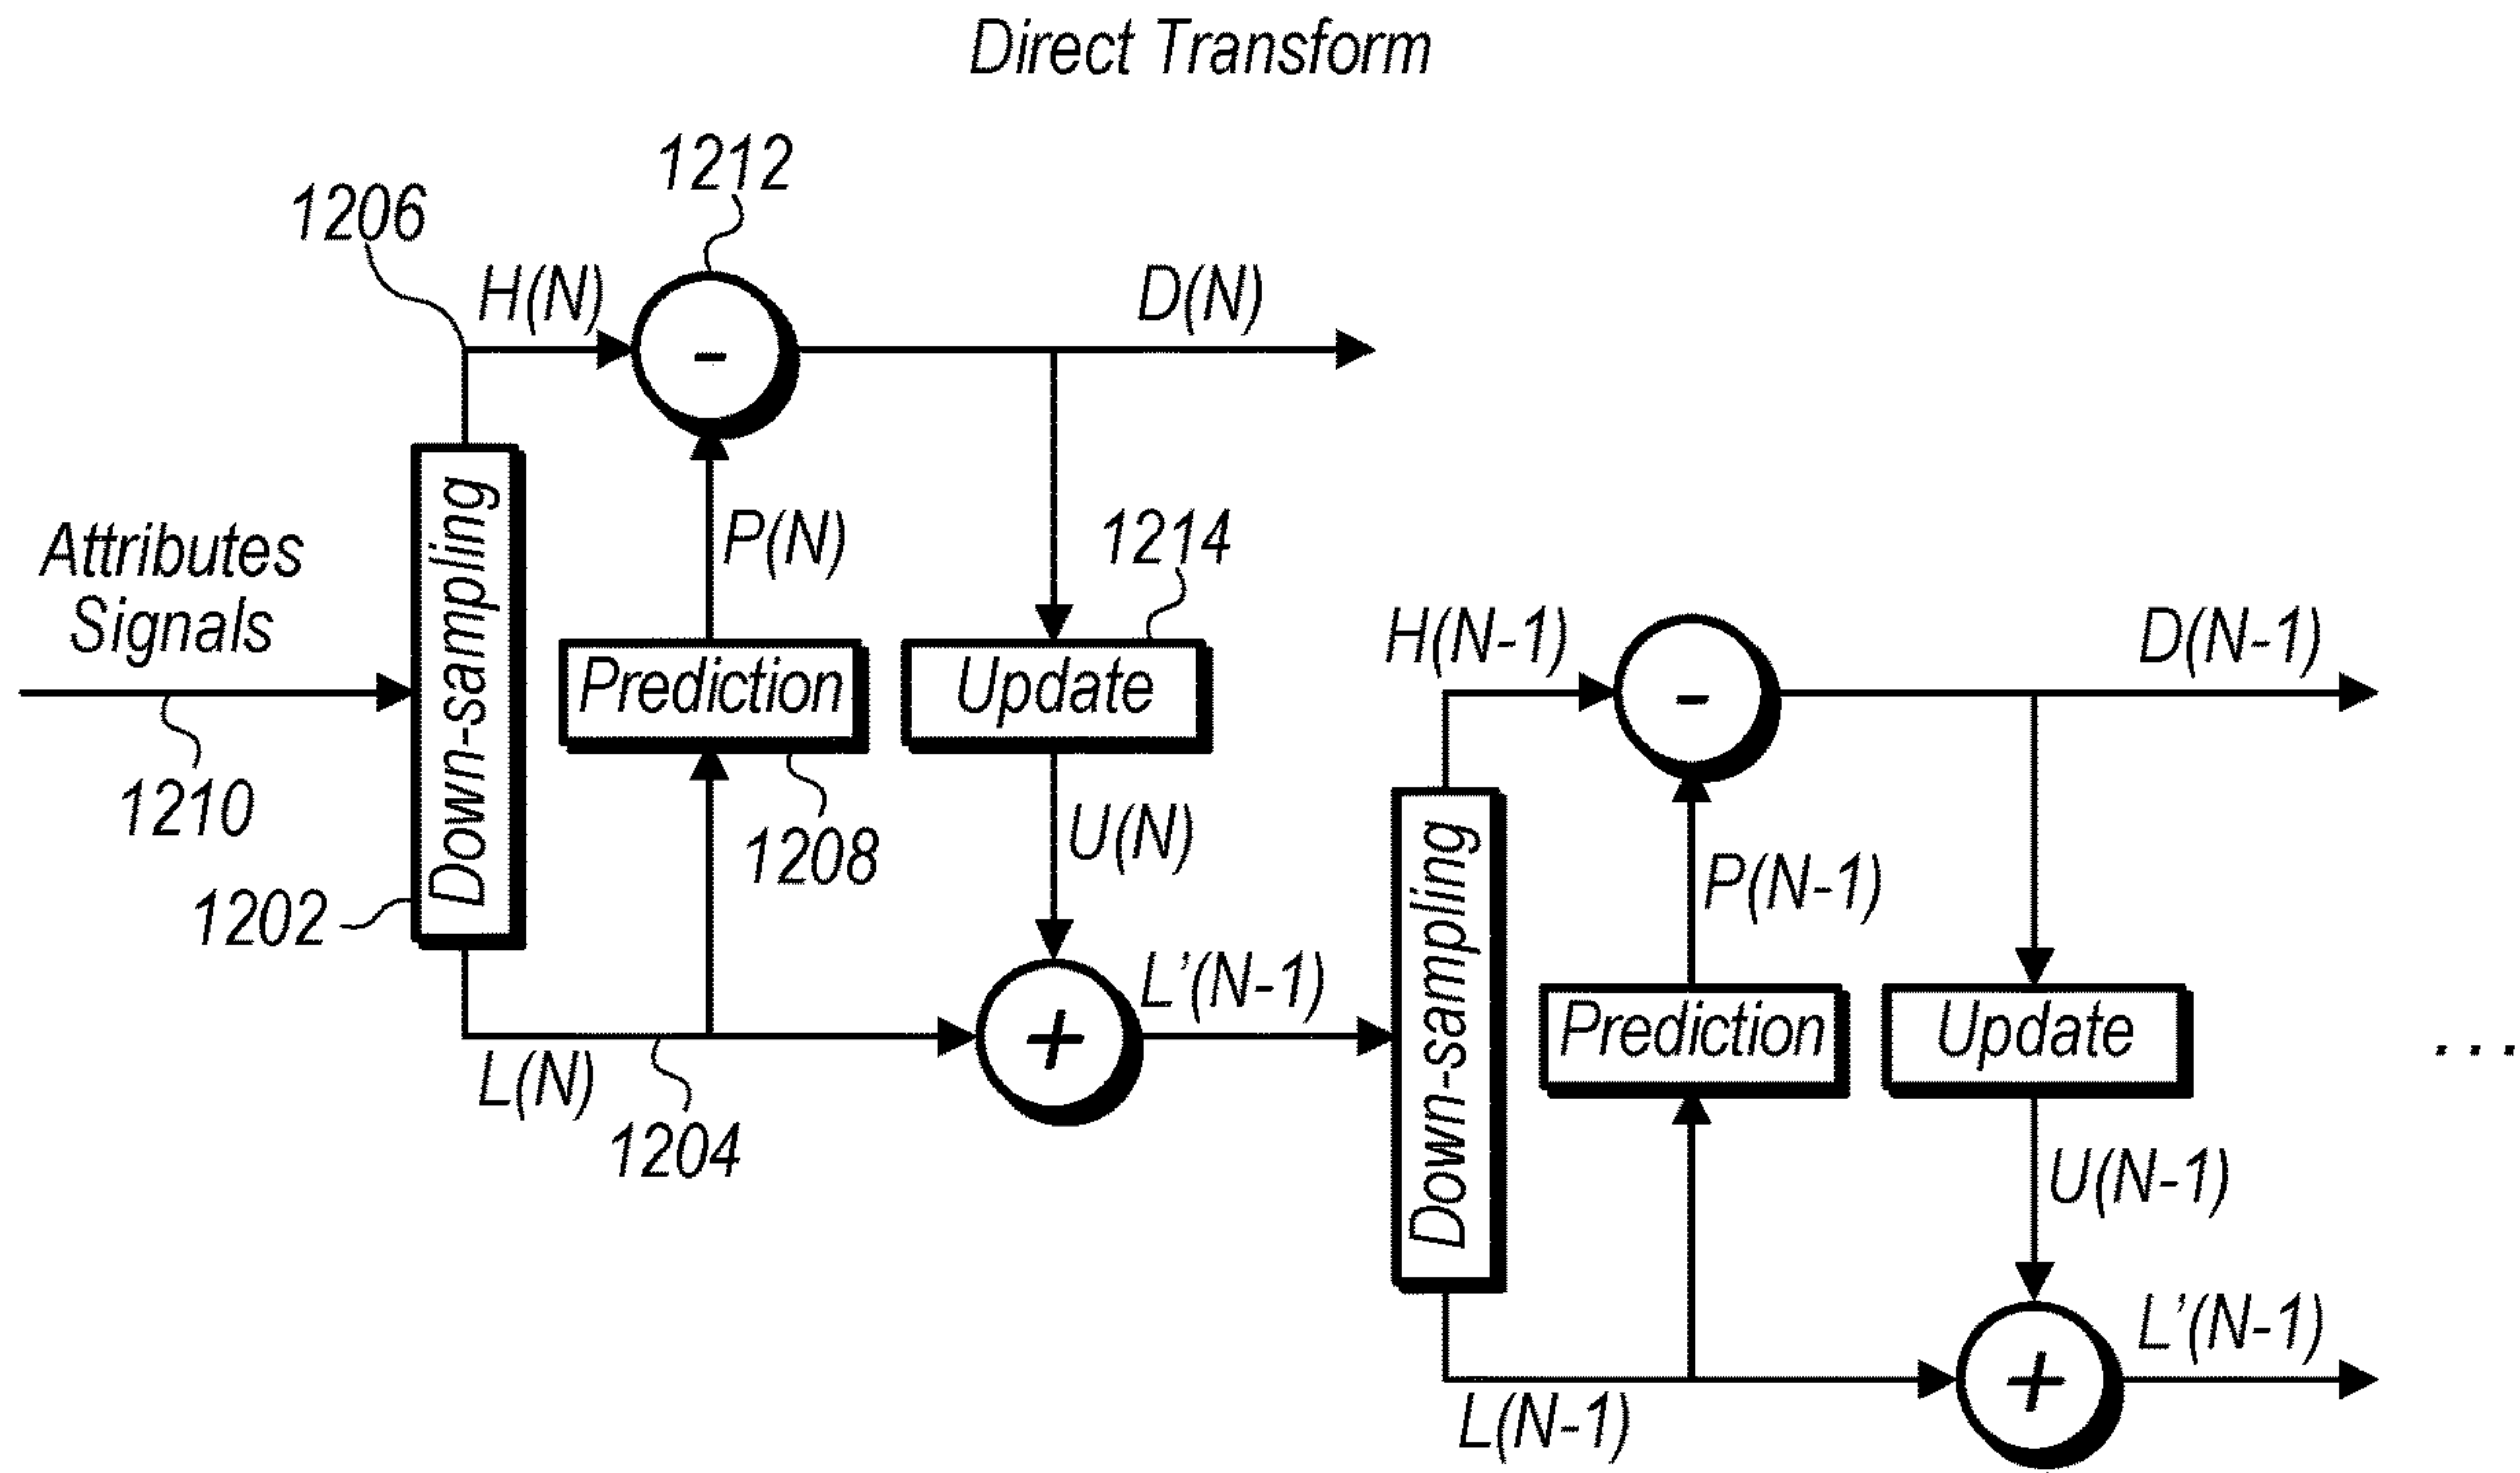 Direct Transform
1212
1206
H(N)
D(N)
-
Attributes
Signals
1210
1202
Down-sampling
P(N)
1214
Prediction
Update
1208
U(N)
L(N)
1204
+
L'(N-1)
H(N-1)
D(N-1)
-
Down-sampling
P(N-1)
Prediction
Update
...
U(N-1)
L(N-1)
+
L'(N-1)